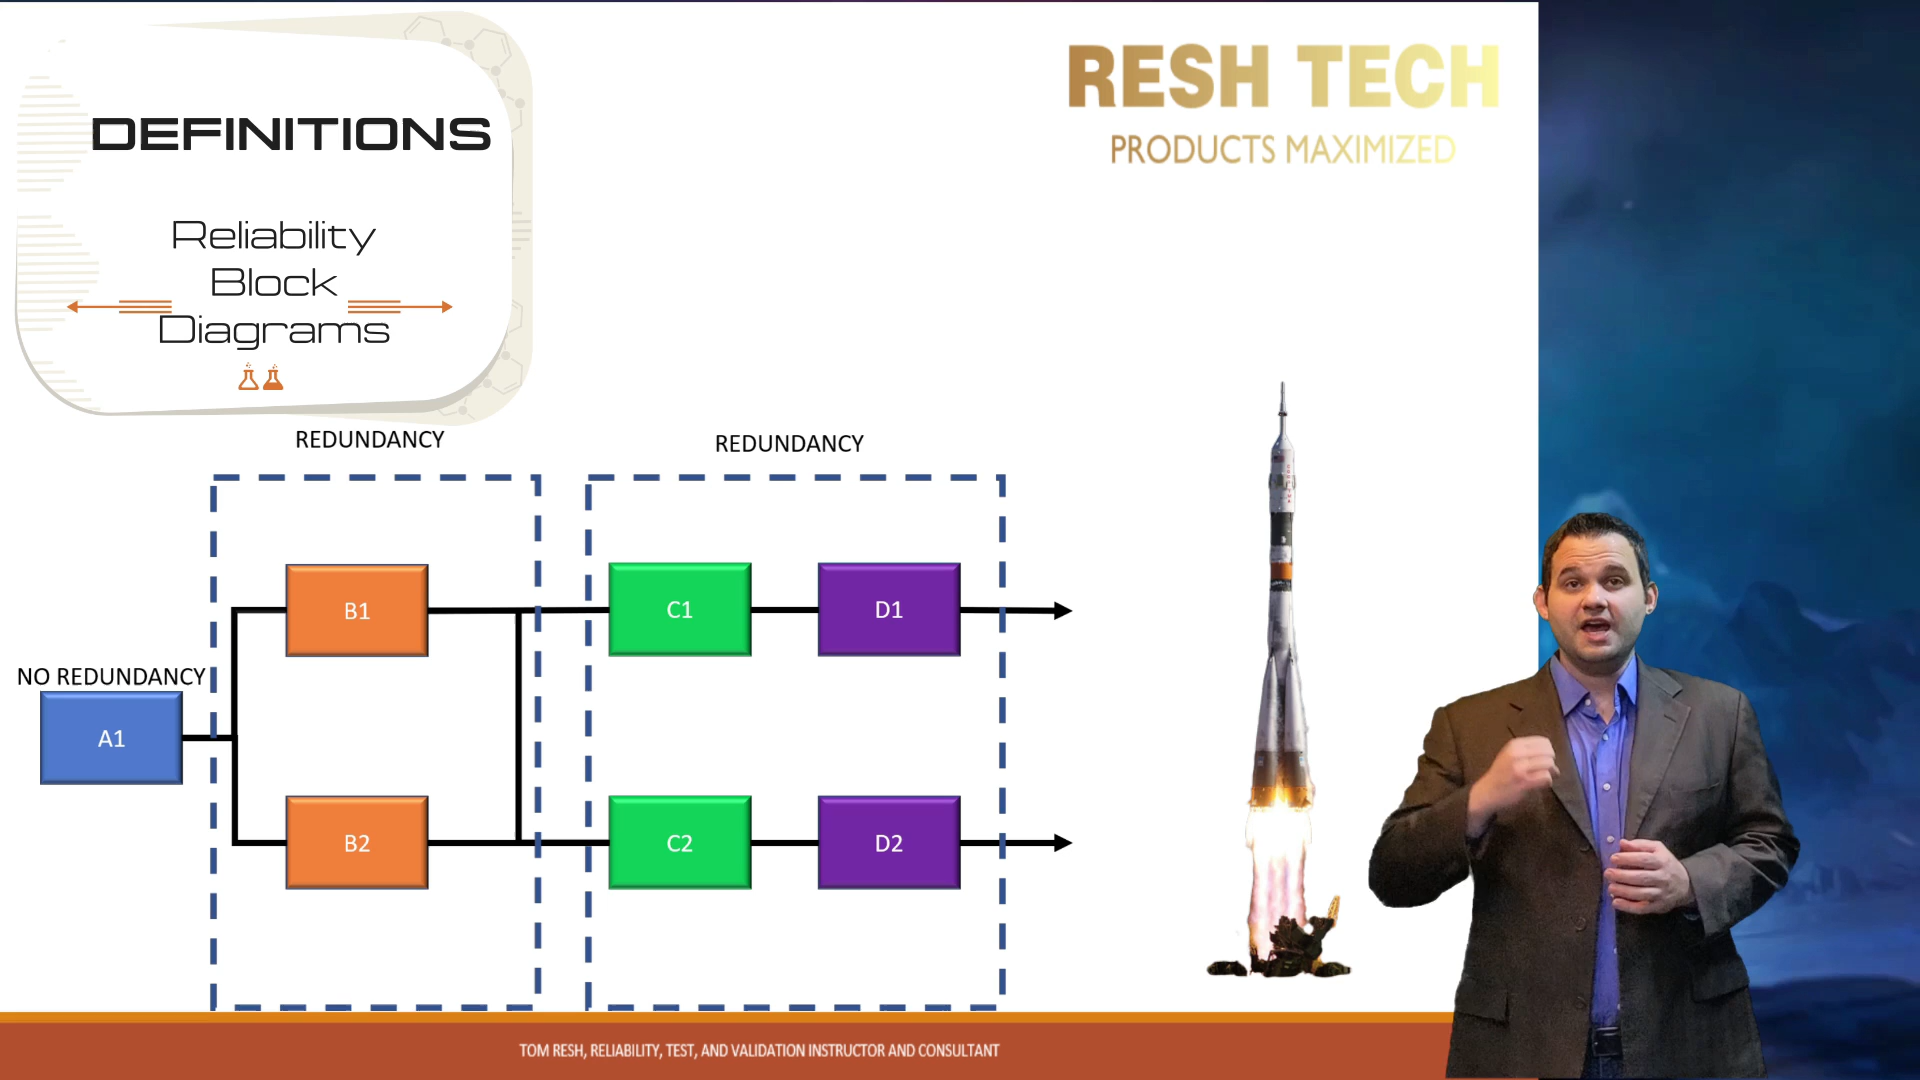 DEFINITIONS
Reliability
Block
Diagrams
RESH TECH
PRODUCTS MAXIMIZED
REDUNDANCY
REDUNDANCY
NO REDUNDANCY
A1
B1
C1
D1
B2
C2
D2
TOM RESH, RELIABILITY, TEST, AND VALIDATION INSTRUCTOR AND CONSULTANT